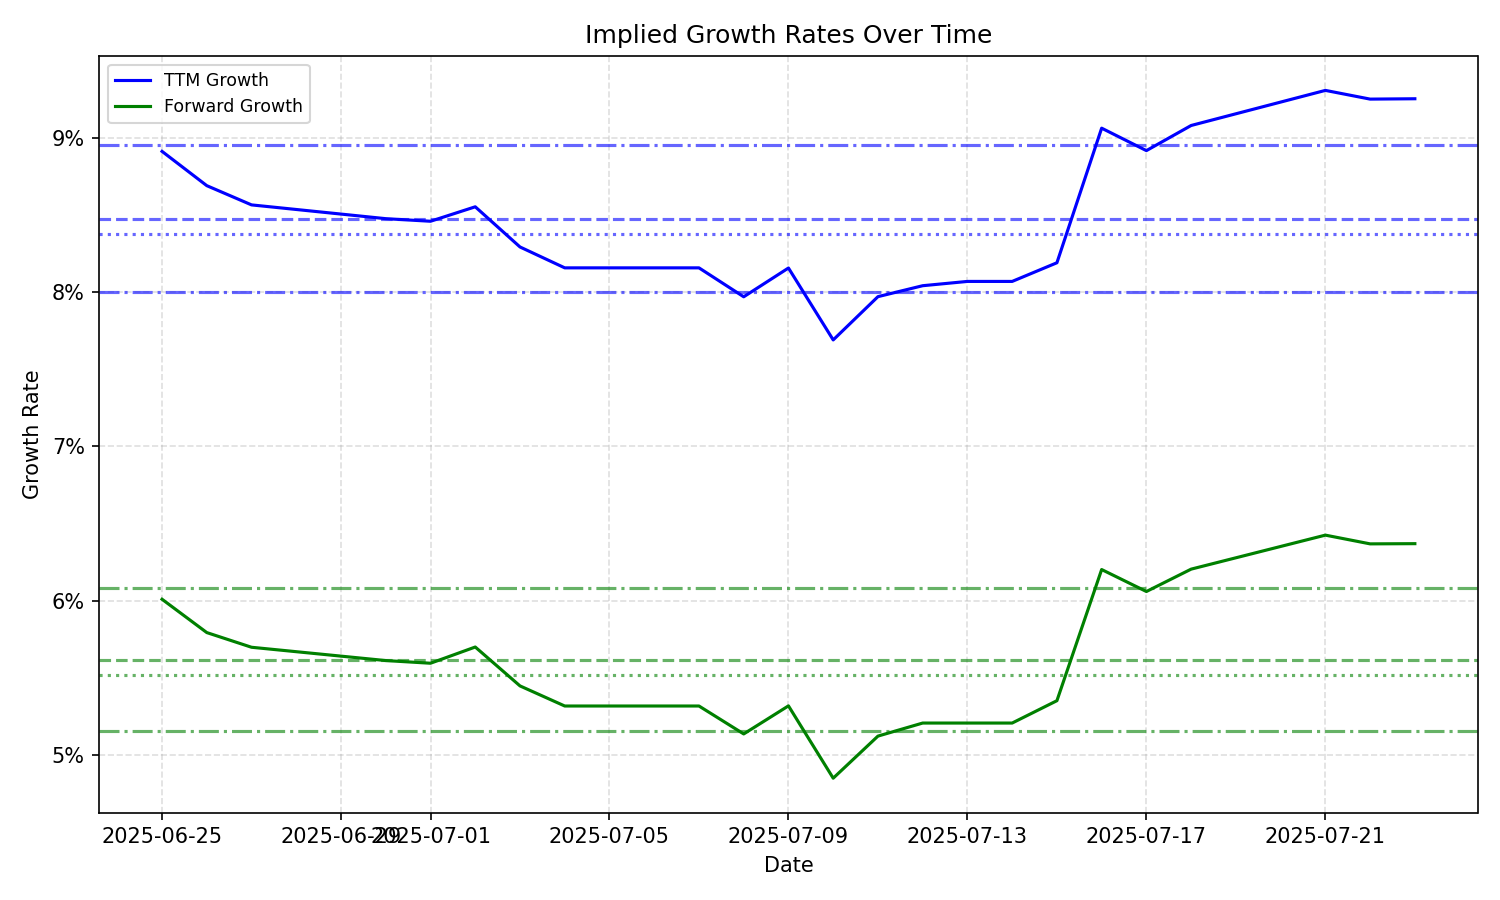 Implied Growth Rates Over Time
TTM Growth
Forward Growth
Growth Rate
9%
8%
7%
6%
5%
2025-06-25
2025-06-29
2025-07-01
2025-07-05
2025-07-09
2025-07-13
2025-07-17
2025-07-21
Date